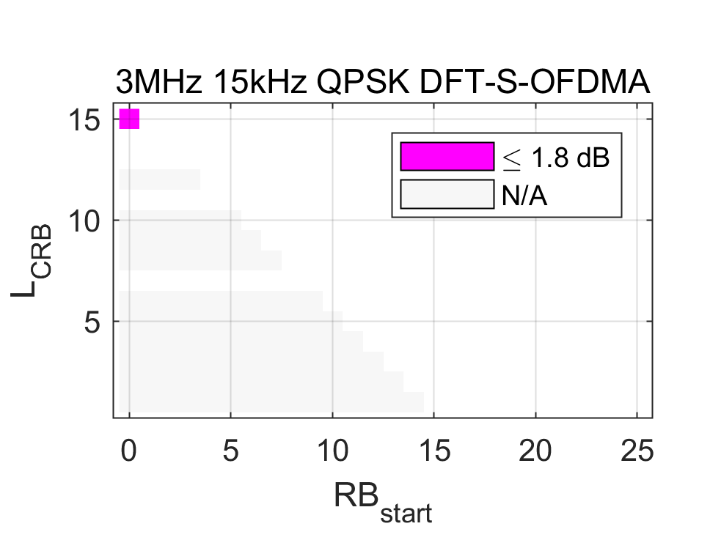 3MHz 15kHz QPSK DFT-S-OFDMA
≤ 1.8 dB
N/A
15
10
5
L_CRB
0 5 10 15 20 25
RB_start